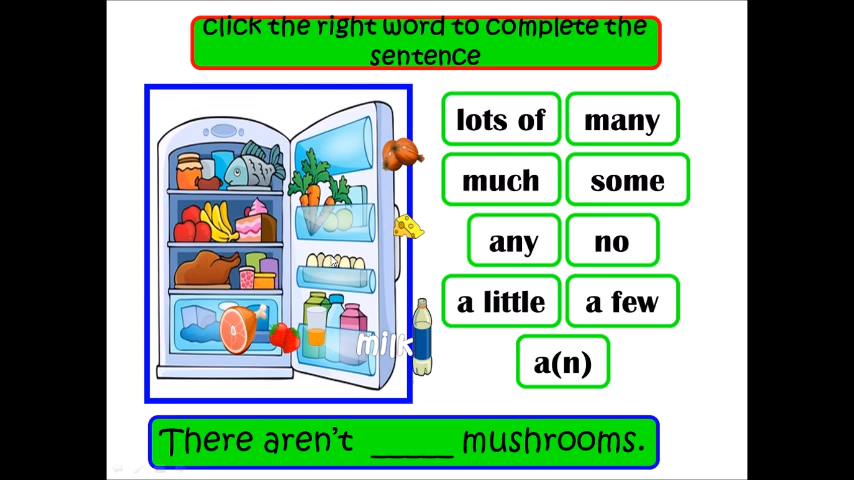 click the right word to complete the
sentence
lots of
many
much
some
any
no
a little
a few
a(n)
milk
There aren't _____ mushrooms.